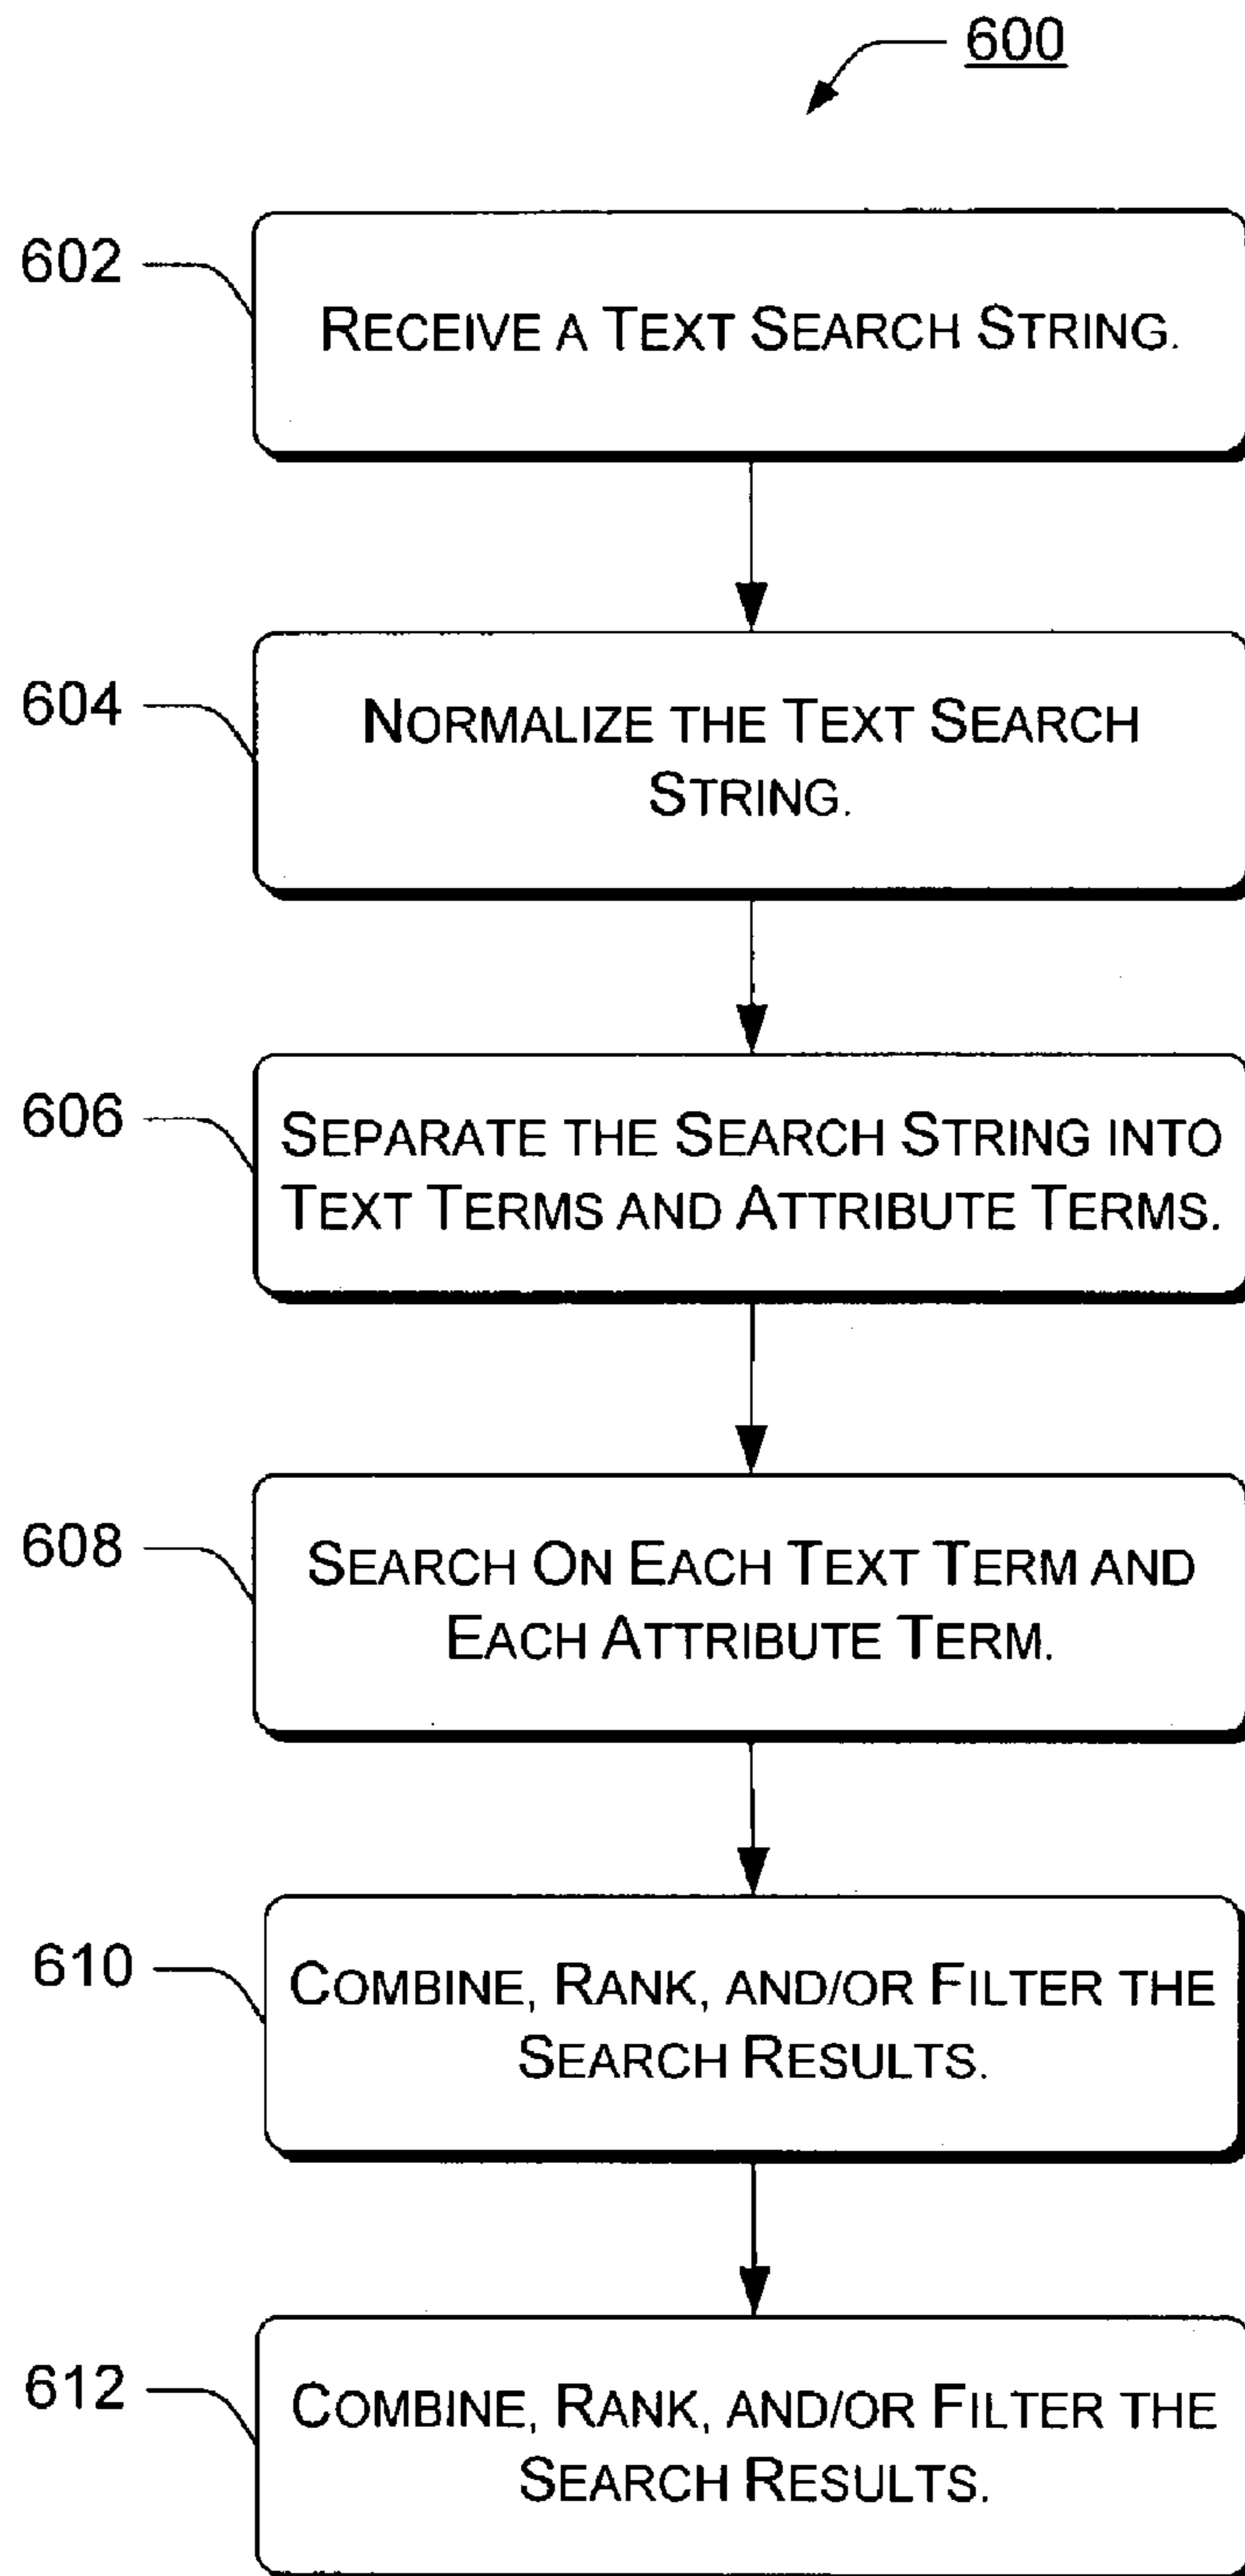 600
602
RECEIVE A TEXT SEARCH STRING.
604
NORMALIZE THE TEXT SEARCH
STRING.
606
SEPARATE THE SEARCH STRING INTO
TEXT TERMS AND ATTRIBUTE TERMS.
608
SEARCH ON EACH TEXT TERM AND
EACH ATTRIBUTE TERM.
610
COMBINE, RANK, AND/OR FILTER THE
SEARCH RESULTS.
612
COMBINE, RANK, AND/OR FILTER THE
SEARCH RESULTS.